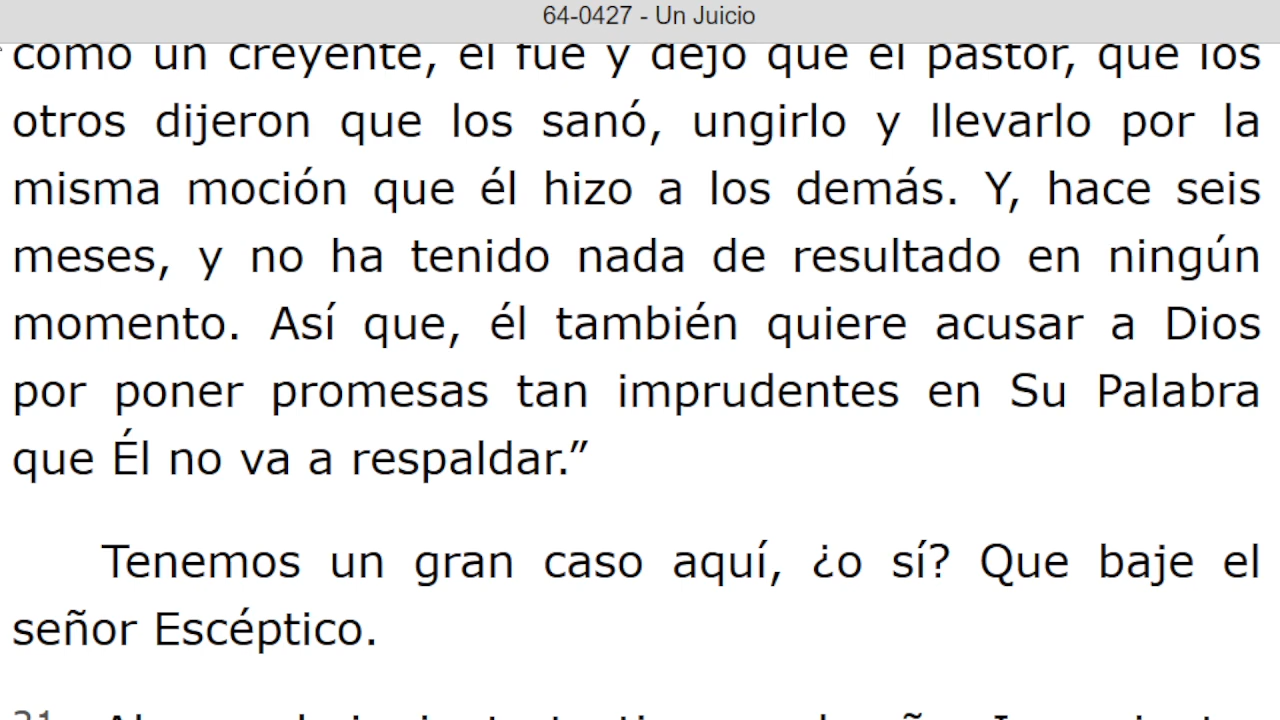 64-0427 - Un Juicio
como un creyente, él fue y dejó que el pastor, que los
otros dijeron que los sanó, ungirlo y llevarlo por la
misma moción que él hizo a los demás. Y, hace seis
meses, y no ha tenido nada de resultado en ningún
momento. Así que, él también quiere acusar a Dios
por poner promesas tan imprudentes en Su Palabra
que Él no va a respaldar.”
Tenemos un gran caso aquí, ¿o sí? Que baje el
señor Escéptico.